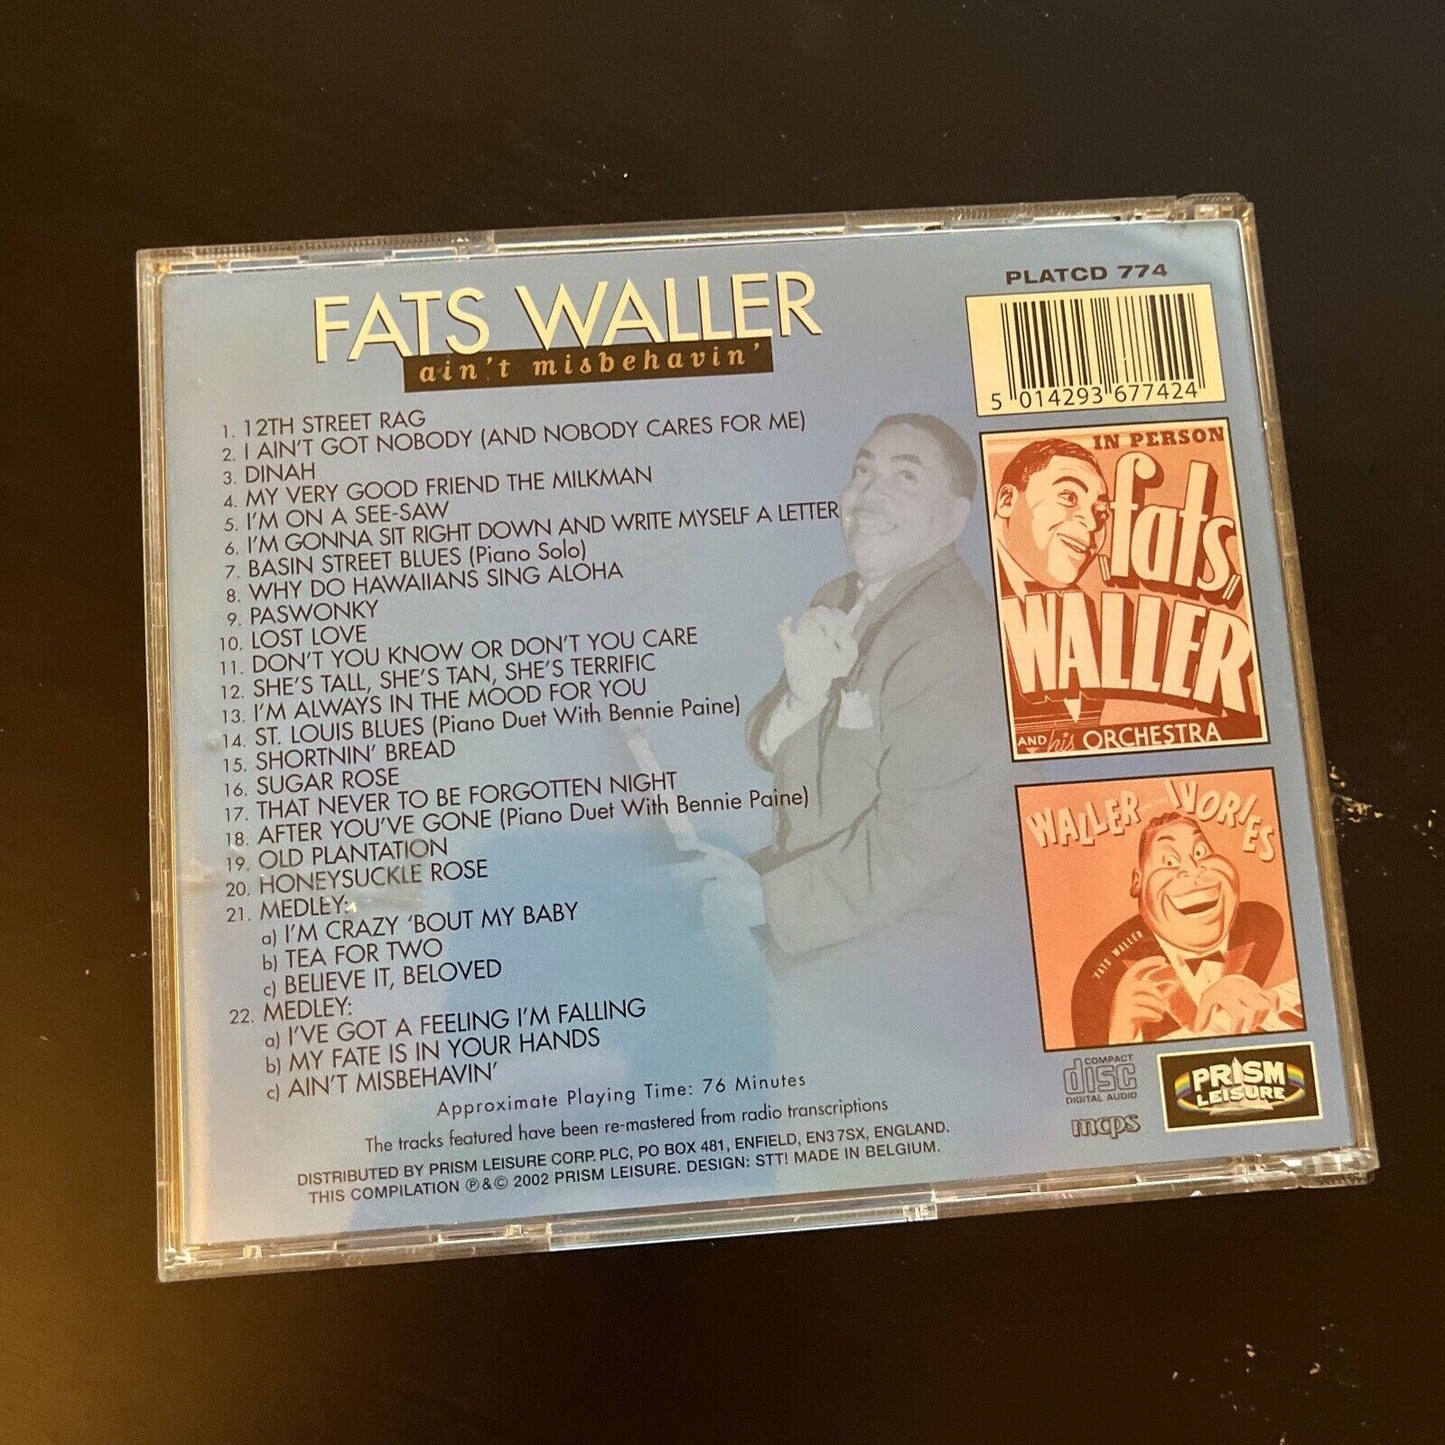 FATS WALLER
ain't misbehavin'
1. 12TH STREET RAG
2. I AIN'T GOT NOBODY (AND NOBODY CARES FOR ME)
3. DINAH
4. MY VERY GOOD FRIEND THE MILKMAN
5. I'M ON A SEE-SAW
6. I'M GONNA SIT RIGHT DOWN AND WRITE MYSELF A LETTER
7. BASIN STREET BLUES (Piano Solo)
8. WHY DO HAWAIIANS SING ALOHA
9. PASWONKY
10. LOST LOVE
11. DON'T YOU KNOW OR DON'T YOU CARE
12. SHE'S TALL, SHE'S TAN, SHE'S TERRIFIC
13. I'M ALWAYS IN THE MOOD FOR YOU
14. ST. LOUIS BLUES (Piano Duet With Bennie Paine)
15. SHORTNIN' BREAD
16. SUGAR ROSE
17. THAT NEVER TO BE FORGOTTEN NIGHT
18. AFTER YOU'VE GONE (Piano Duet With Bennie Paine)
19. OLD PLANTATION
20. HONEYSUCKLE ROSE
21. MEDLEY:
a) I'M CRAZY 'BOUT MY BABY
b) TEA FOR TWO
c) BELIEVE IT, BELOVED
22. MEDLEY:
a) I'VE GOT A FEELING I'M FALLING
b) MY FATE IS IN YOUR HANDS
c) AIN'T MISBEHAVIN'
Approximate Playing Time: 76 Minutes
The tracks featured have been re-mastered from radio transcriptions
DISTRIBUTED BY PRISM LEISURE CORP. PLC, PO BOX 481, ENFIELD, EN3 7SX, ENGLAND.
THIS COMPILATION ℗ & © 2002 PRISM LEISURE. DESIGN: STT! MADE IN BELGIUM.
PLATCD 774
5 014293 677424
IN PERSON
"fats"
WALLER
AND his ORCHESTRA
WALLER IVORIES
FATS WALLER
COMPACT
disc
DIGITAL AUDIO
mcps
PRISM
LEISURE